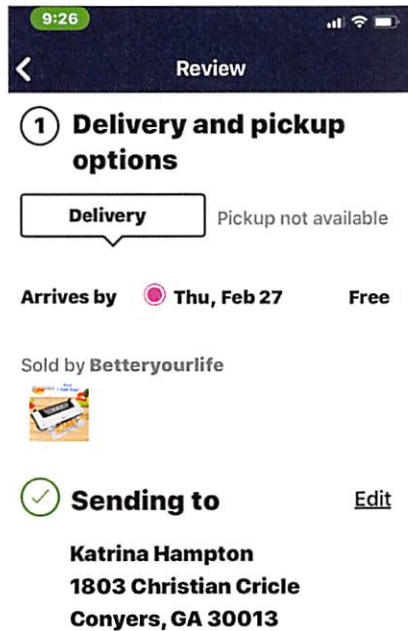 9:26
Review
1 Delivery and pickup
options
Delivery
Pickup not available
Arrives by Thu, Feb 27 Free
Sold by Betteryourlife
Sending to Edit
Katrina Hampton
1803 Christian Cricle
Conyers, GA 30013